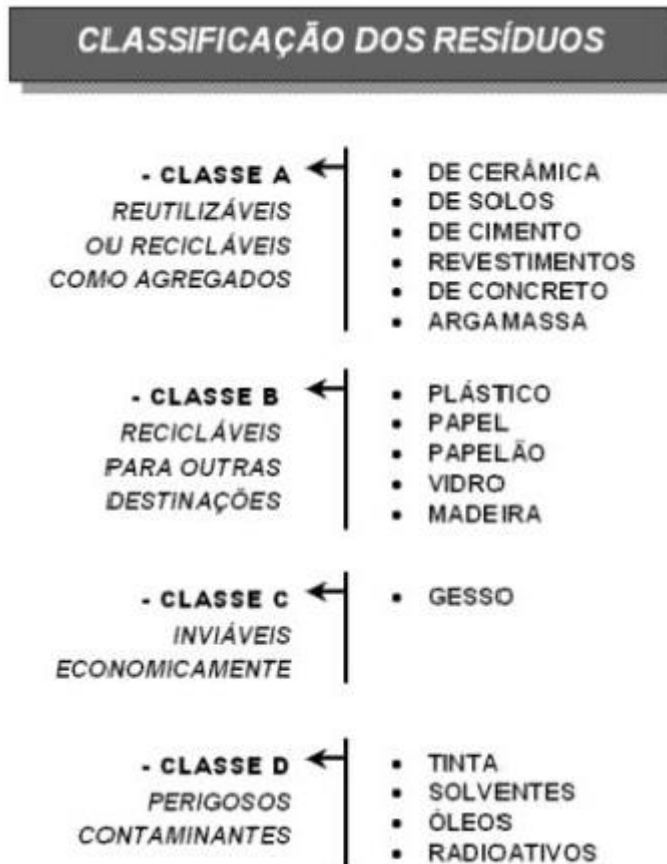 CLASSIFICAÇÃO DOS RESÍDUOS
- CLASSE A
REUTILIZÁVEIS
OU RECICLÁVEIS
COMO AGREGADOS
• DE CERÂMICA
• DE SOLOS
• DE CIMENTO
• REVESTIMENTOS
• DE CONCRETO
• ARGAMASSA
- CLASSE B
RECICLÁVEIS
PARA OUTRAS
DESTINAÇÕES
• PLÁSTICO
• PAPEL
• PAPELÃO
• VIDRO
• MADEIRA
- CLASSE C
INVIÁVEIS
ECONOMICAMENTE
• GESSO
- CLASSE D
PERIGOSOS
CONTAMINANTES
• TINTA
• SOLVENTES
• ÓLEOS
• RADIOATIVOS